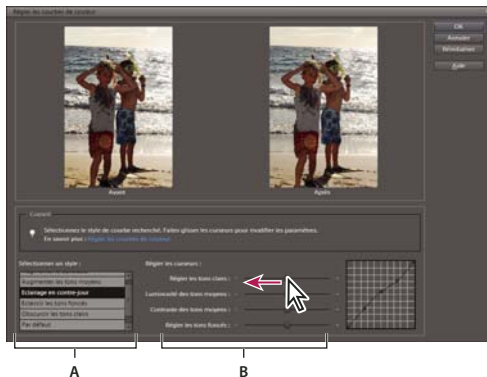 Régler les courbes de couleur
OK
Annuler
Réinitialiser
Aide
Avant
Après
Conseil
Sélectionnez le style de courbe recherché. Faites glisser les curseurs pour modifier les paramètres.
En savoir plus : Régler les courbes de couleur
Sélectionner un style :
Augmenter les tons moyens
Eclairage en contre-jour
Eclaircir les tons foncés
Obscurcir les tons clairs
Par défaut
Régler les curseurs :
Régler les tons clairs :
Luminosité des tons moyens :
Contraste des tons moyens :
Régler les tons foncés :
A
B